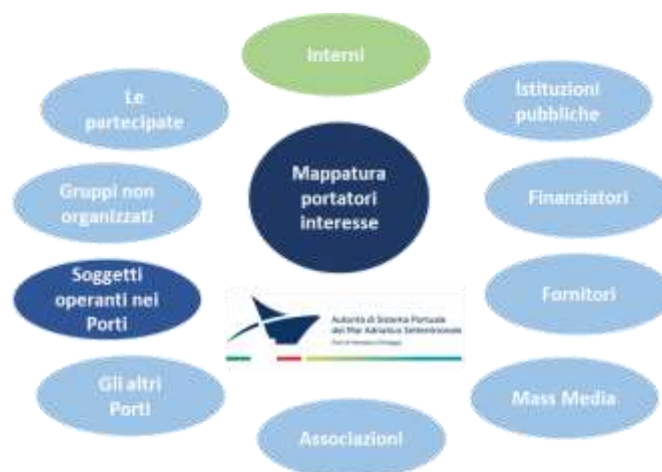 Interni
Le
partecipate
Istituzioni
pubbliche
Mappatura
portatori
interesse
Gruppi non
organizzati
Finanziatori
Soggetti
operanti nei
Porti
Fornitori
Autorità di Sistema Portuale
del Mar Adriatico Settentrionale
Gli altri
Porti
Mass Media
Associazioni